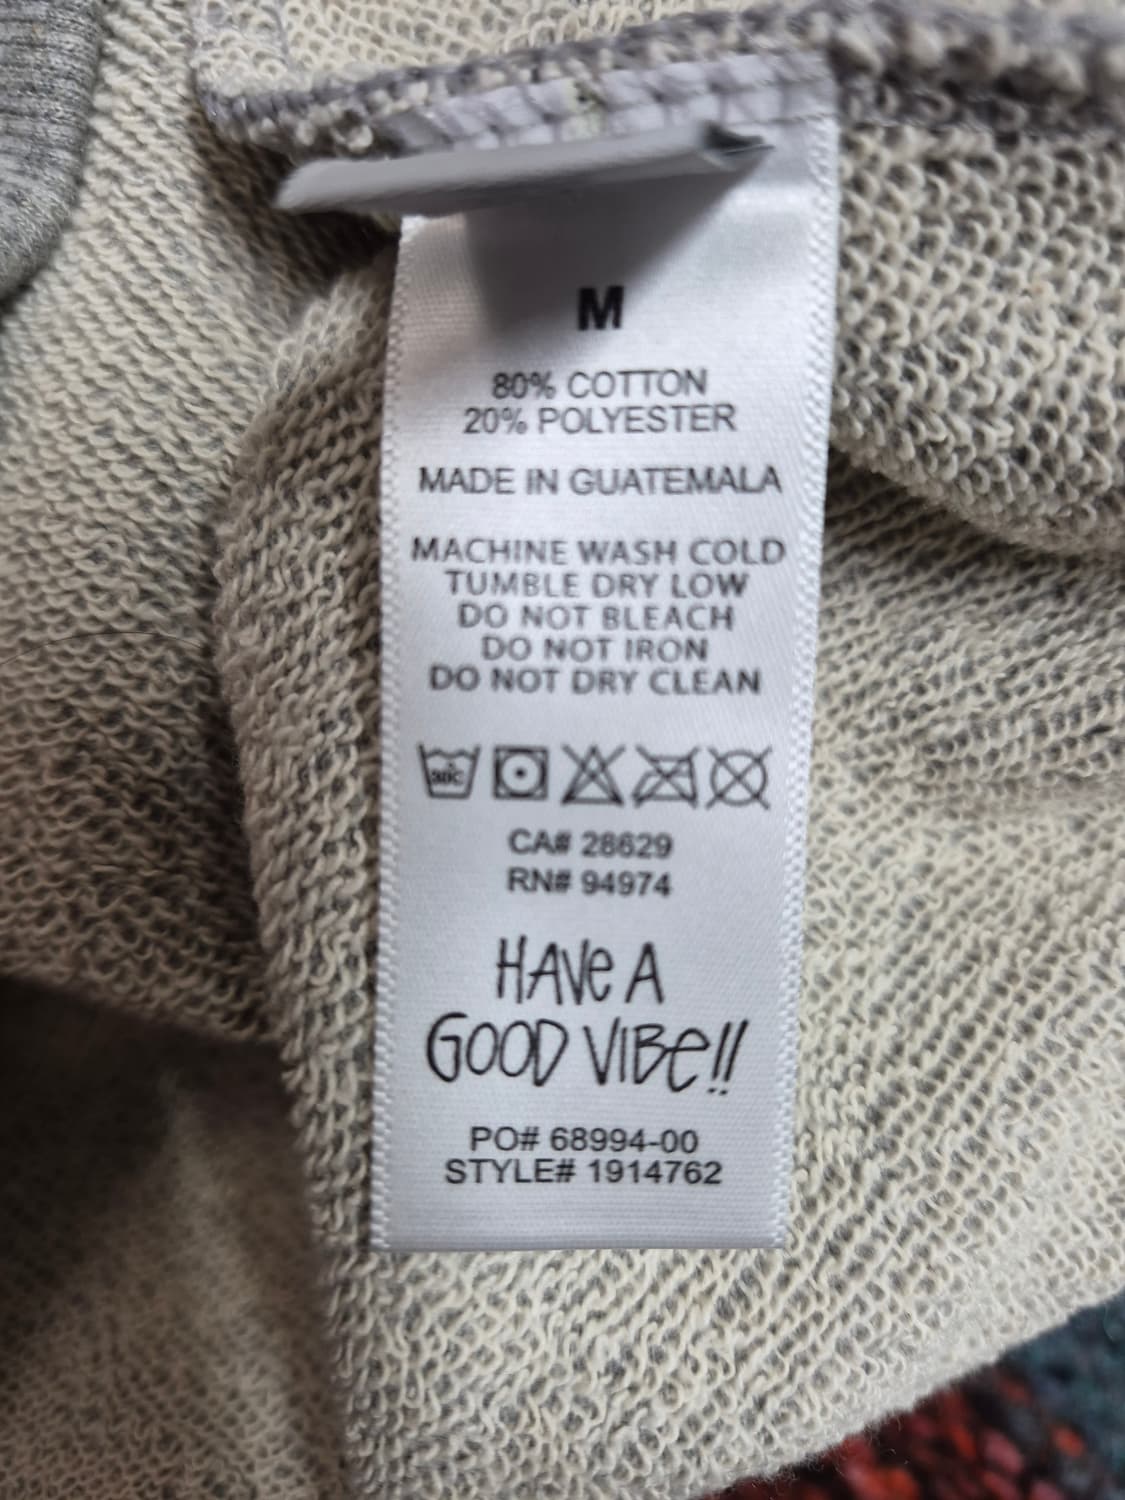 M
80% COTTON
20% POLYESTER
MADE IN GUATEMALA
MACHINE WASH COLD
TUMBLE DRY LOW
DO NOT BLEACH
DO NOT IRON
DO NOT DRY CLEAN
30C
CA# 28629
RN# 94974
HAVe A
GOOD VIBe!!
PO# 68994-00
STYLE# 1914762